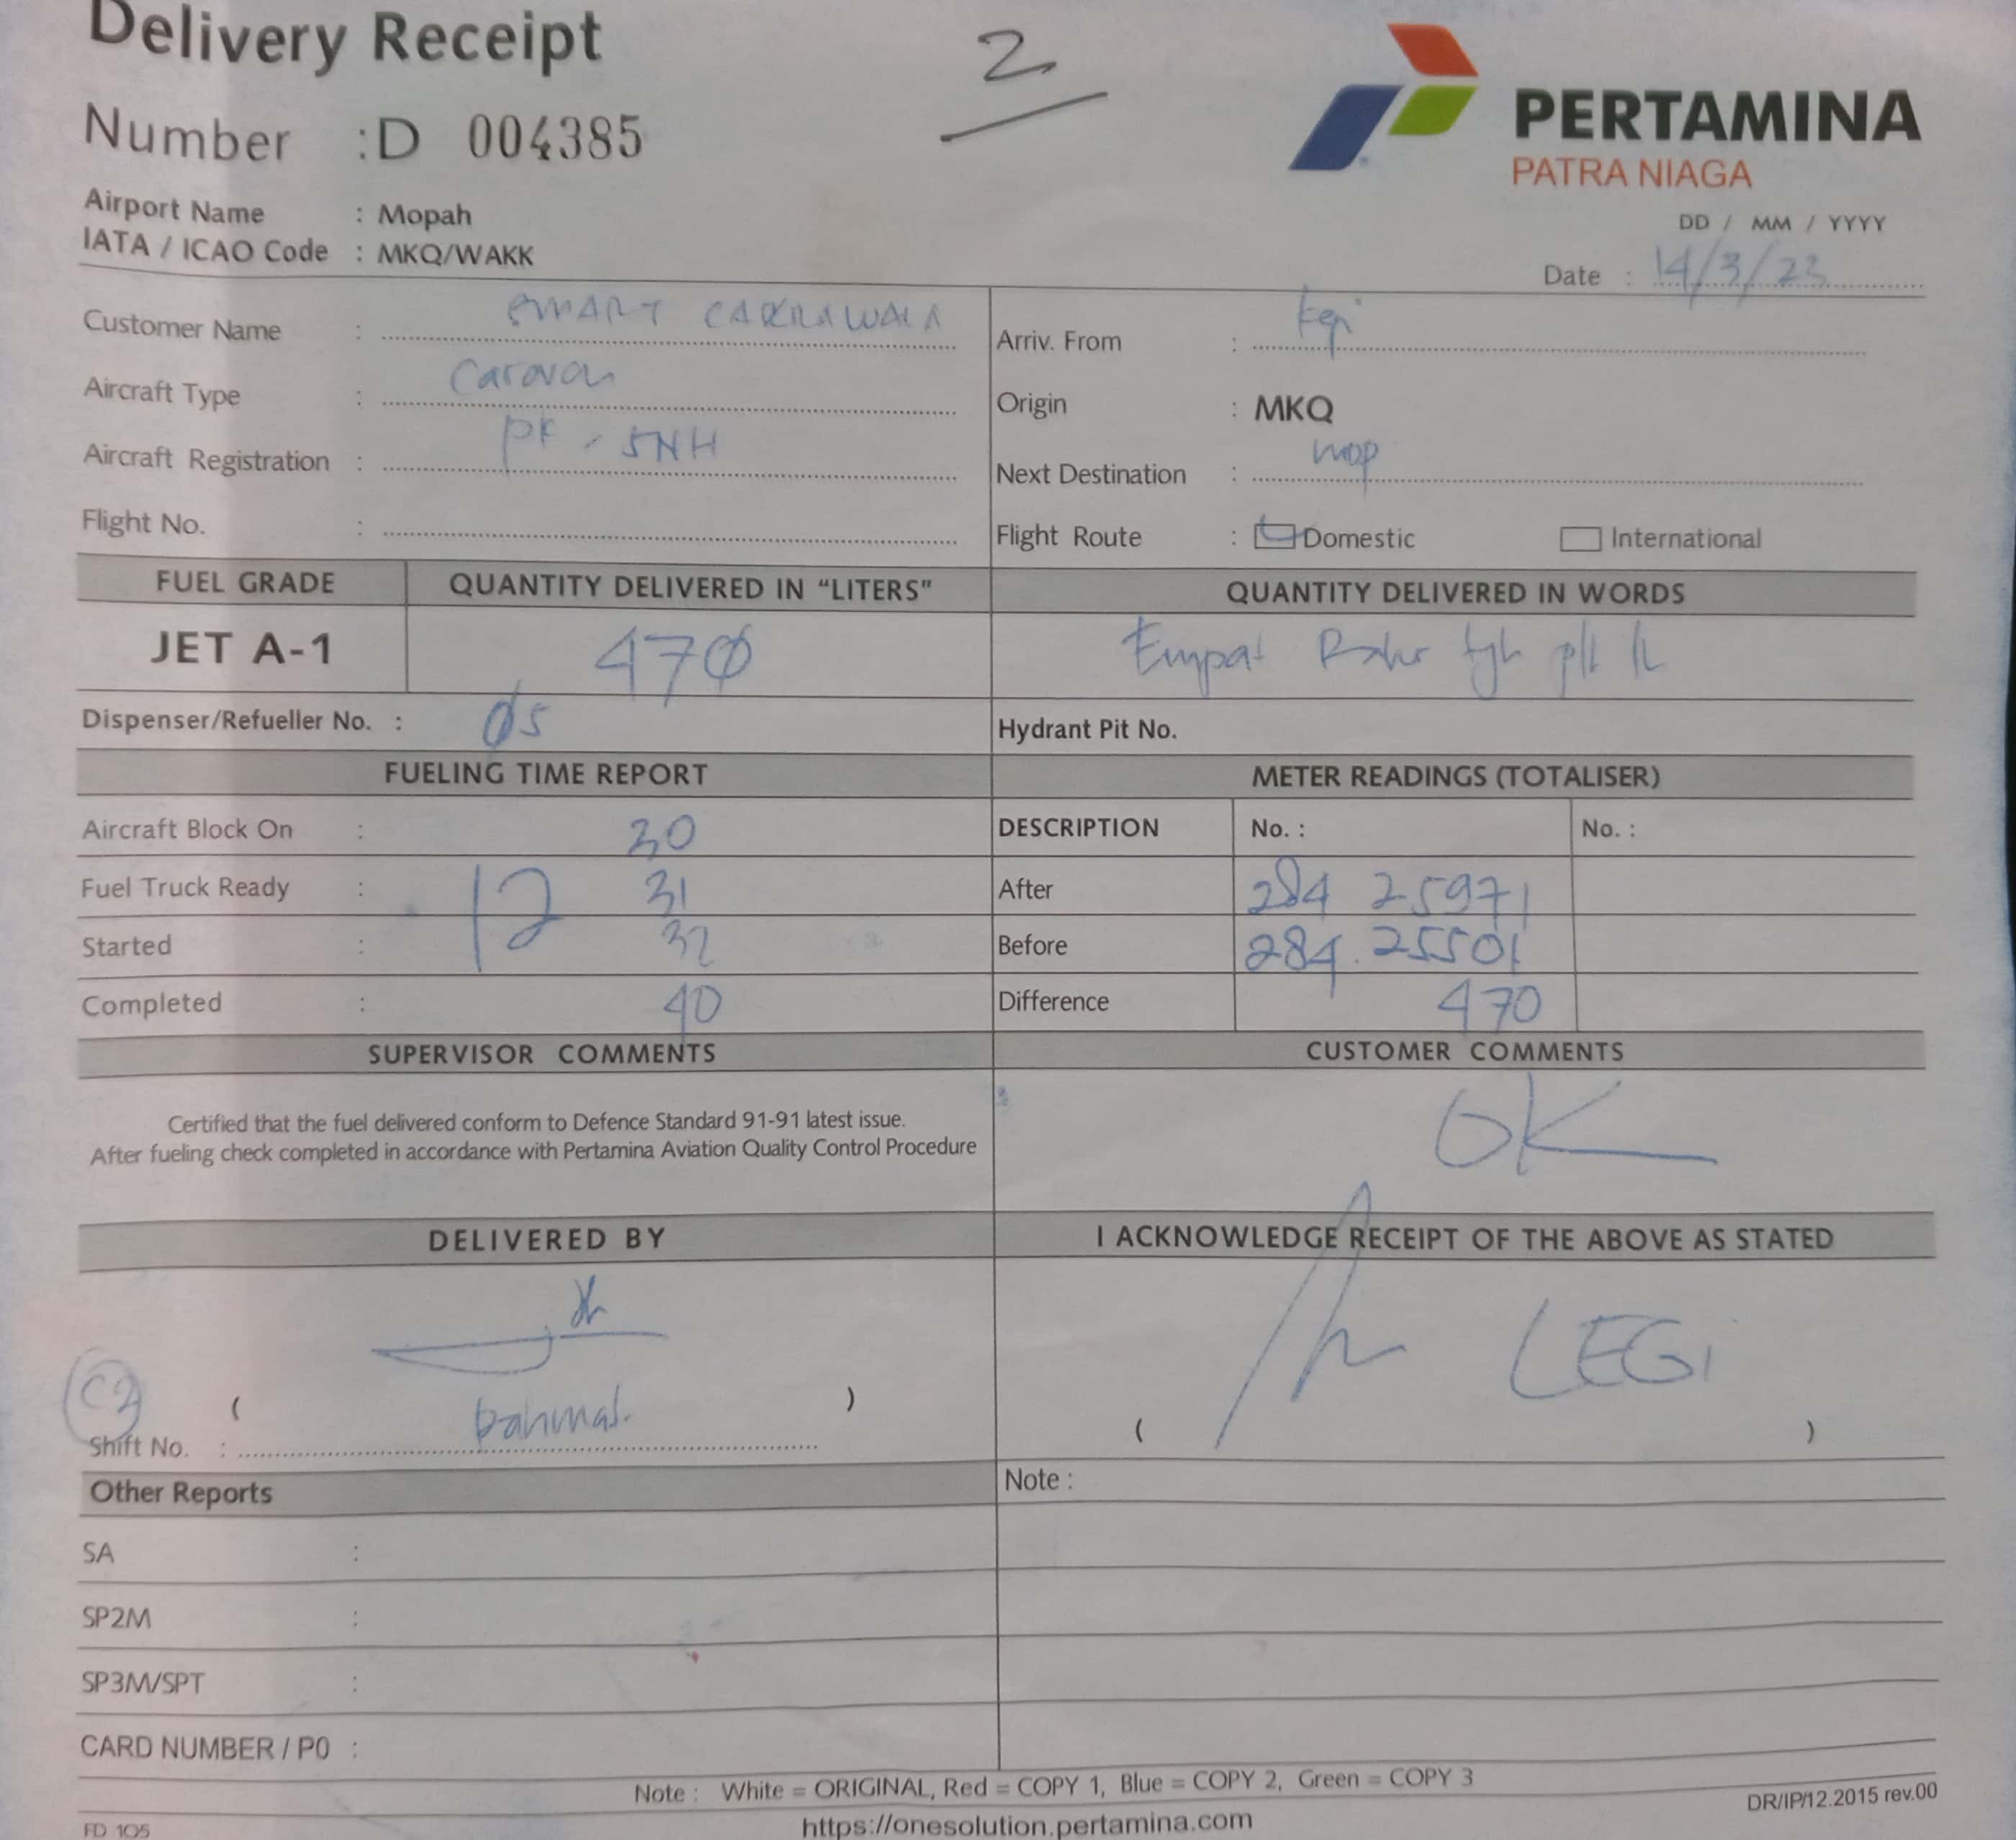 Delivery Receipt
2
Number : D 004385
PERTAMINA
PATRA NIAGA
Airport Name : Mopah
IATA / ICAO Code : MKQ/WAKK
DD / MM / YYYY
Date : 14/3/23
Customer Name : SMART CAKRAWALA
Arriv. From : Kepi
Aircraft Type : Caravan
Origin : MKQ
Aircraft Registration : PK - SNH
Next Destination : mop
Flight No. :
Flight Route : Domestic International
FUEL GRADE QUANTITY DELIVERED IN “LITERS” QUANTITY DELIVERED IN WORDS
JET A-1 470 Empat Ratus tjh plh
Dispenser/Refueller No. : 05 Hydrant Pit No.
FUELING TIME REPORT METER READINGS (TOTALISER)
Aircraft Block On : 30 DESCRIPTION No. : No. :
Fuel Truck Ready : 12 31 After 284 25971
Started : 32 Before 284.25501
Completed : 40 Difference 470
SUPERVISOR COMMENTS CUSTOMER COMMENTS
Certified that the fuel delivered conform to Defence Standard 91-91 latest issue.
After fueling check completed in accordance with Pertamina Aviation Quality Control Procedure
OK
DELIVERED BY I ACKNOWLEDGE RECEIPT OF THE ABOVE AS STATED
LEGi
C2 ( )
Shift No. : ( )
Other Reports Note :
SA :
SP2M :
SP3M/SPT :
CARD NUMBER / P0 :
Note : White = ORIGINAL, Red = COPY 1, Blue = COPY 2, Green = COPY 3
DR/IP/12.2015 rev.00
FD 105
https://onesolution.pertamina.com